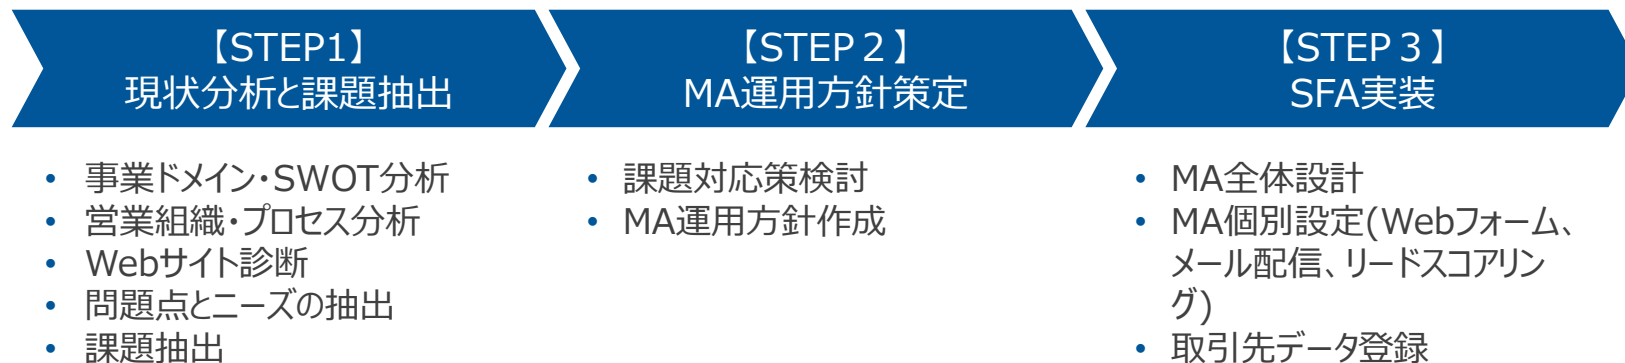 【STEP1】
現状分析と課題抽出
【STEP２】
MA運用方針策定
【STEP３】
SFA実装
• 事業ドメイン・SWOT分析
• 営業組織・プロセス分析
• Webサイト診断
• 問題点とニーズの抽出
• 課題抽出
• 課題対応策検討
• MA運用方針作成
• MA全体設計
• MA個別設定(Webフォーム、
メール配信、リードスコアリン
グ)
• 取引先データ登録